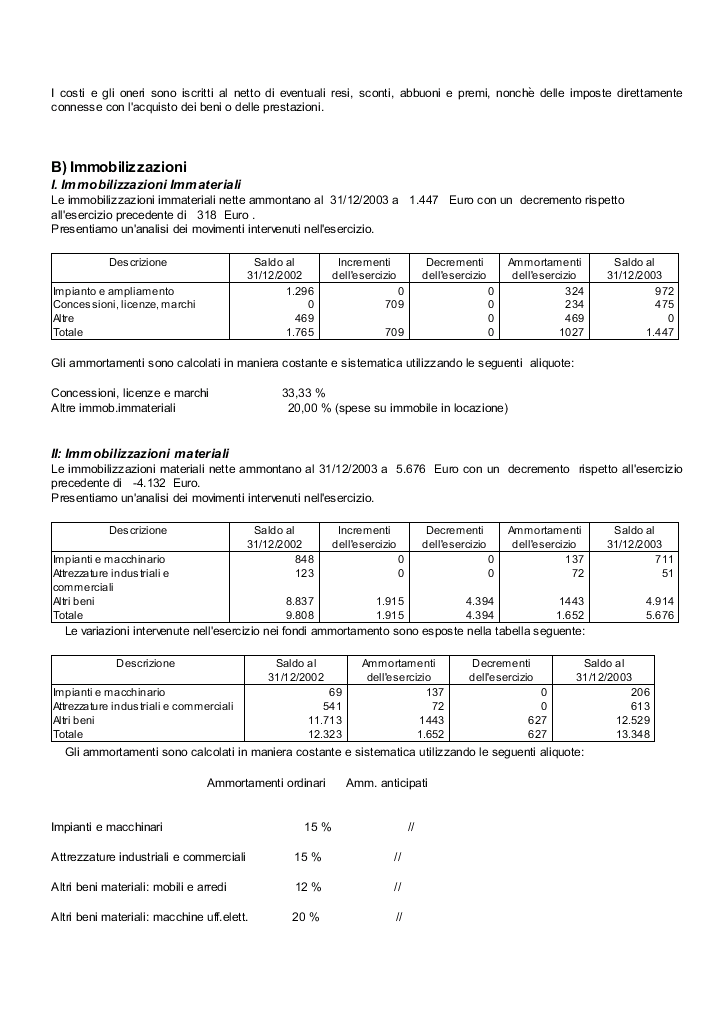 I costi e gli oneri sono iscritti al netto di eventuali resi, sconti, abbuoni e premi, nonchè delle imposte direttamente
connesse con l'acquisto dei beni o delle prestazioni.
B) Immobilizzazioni
I. Immobilizzazioni Immateriali
Le immobilizzazioni immateriali nette ammontano al 31/12/2003 a 1.447 Euro con un decremento rispetto
all'esercizio precedente di 318 Euro .
Presentiamo un'analisi dei movimenti intervenuti nell'esercizio.
Descrizione Saldo al Incrementi Decrementi Ammortamenti Saldo al
31/12/2002 dell'esercizio dell'esercizio dell'esercizio 31/12/2003
Impianto e ampliamento 1.296 0 0 324 972
Concessioni, licenze, marchi 0 709 0 234 475
Altre 469 0 469 0
Totale 1.765 709 0 1027 1.447
Gli ammortamenti sono calcolati in maniera costante e sistematica utilizzando le seguenti aliquote:
Concessioni, licenze e marchi 33,33 %
Altre immob.immateriali 20,00 % (spese su immobile in locazione)
II: Immobilizzazioni materiali
Le immobilizzazioni materiali nette ammontano al 31/12/2003 a 5.676 Euro con un decremento rispetto all'esercizio
precedente di -4.132 Euro.
Presentiamo un'analisi dei movimenti intervenuti nell'esercizio.
Descrizione Saldo al Incrementi Decrementi Ammortamenti Saldo al
31/12/2002 dell'esercizio dell'esercizio dell'esercizio 31/12/2003
Impianti e macchinario 848 0 0 137 711
Attrezzature industriali e 123 0 0 72 51
commerciali
Altri beni 8.837 1.915 4.394 1443 4.914
Totale 9.808 1.915 4.394 1.652 5.676
Le variazioni intervenute nell'esercizio nei fondi ammortamento sono esposte nella tabella seguente:
Descrizione Saldo al Ammortamenti Decrementi Saldo al
31/12/2002 dell'esercizio dell'esercizio 31/12/2003
Impianti e macchinario 69 137 0 206
Attrezzature industriali e commerciali 541 72 0 613
Altri beni 11.713 1443 627 12.529
Totale 12.323 1.652 627 13.348
Gli ammortamenti sono calcolati in maniera costante e sistematica utilizzando le seguenti aliquote:
Ammortamenti ordinari Amm. anticipati
Impianti e macchinari 15 % //
Attrezzature industriali e commerciali 15 % //
Altri beni materiali: mobili e arredi 12 % //
Altri beni materiali: macchine uff.elett. 20 % //